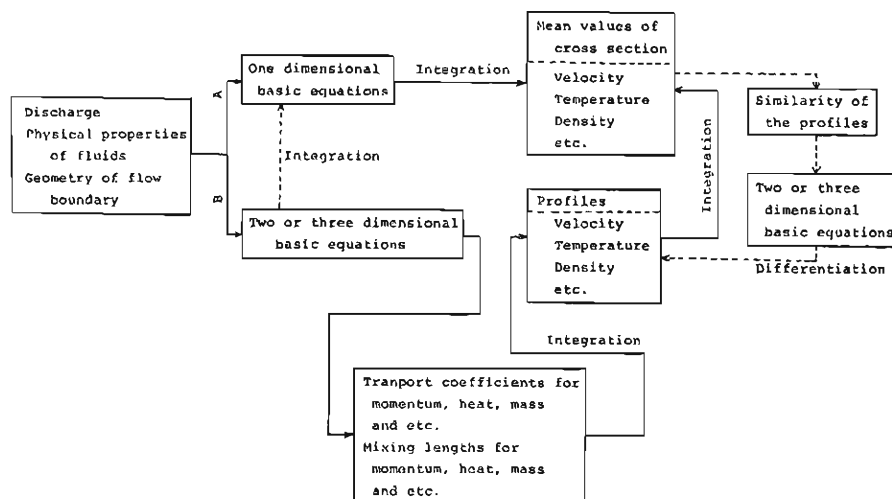 Discharge
Physical properties
of fluids
Geometry of flow
boundary
A
B
One dimensional
basic equations
Integration
Two or three dimensional
basic equations
Integration
Mean values of
cross section
Velocity
Temperature
Density
etc.
Similarity of
the profiles
Two or three
dimensional
basic equations
Differentiation
Integration
Profiles
Velocity
Temperature
Density
etc.
Integration
Tranport coefficients for
momentum, heat, mass
and etc.
Mixing lengths for
momentum, heat, mass
and etc.